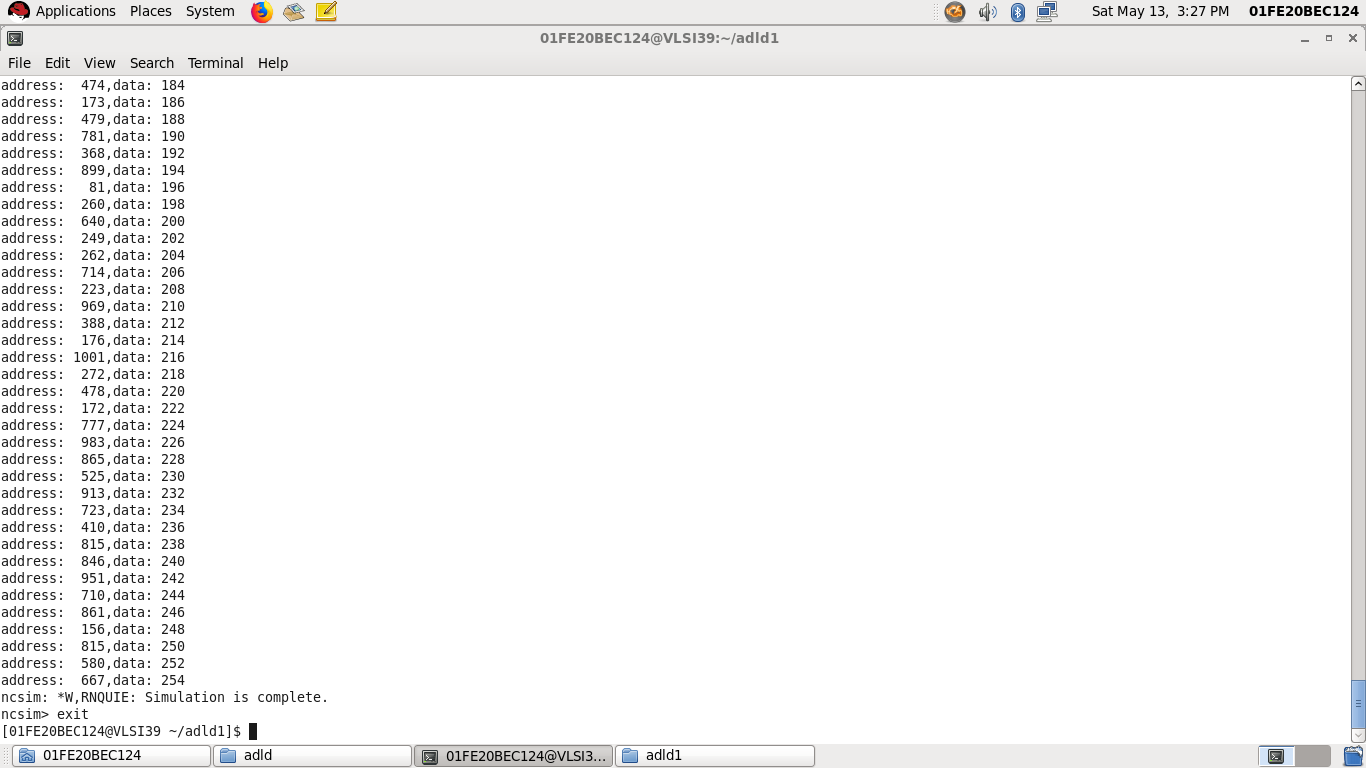 Applications Places System Sat May 13, 3:27 PM 01FE20BEC124
01FE20BEC124@VLSI39:~/adld1
File Edit View Search Terminal Help
address:  474,data: 184
address:  173,data: 186
address:  479,data: 188
address:  781,data: 190
address:  368,data: 192
address:  899,data: 194
address:   81,data: 196
address:  260,data: 198
address:  640,data: 200
address:  249,data: 202
address:  262,data: 204
address:  714,data: 206
address:  223,data: 208
address:  969,data: 210
address:  388,data: 212
address:  176,data: 214
address: 1001,data: 216
address:  272,data: 218
address:  478,data: 220
address:  172,data: 222
address:  777,data: 224
address:  983,data: 226
address:  865,data: 228
address:  525,data: 230
address:  913,data: 232
address:  723,data: 234
address:  410,data: 236
address:  815,data: 238
address:  846,data: 240
address:  951,data: 242
address:  710,data: 244
address:  861,data: 246
address:  156,data: 248
address:  815,data: 250
address:  580,data: 252
address:  667,data: 254
ncsim: *W,RNQUIE: Simulation is complete.
ncsim> exit
[01FE20BEC124@VLSI39 ~/adld1]$
01FE20BEC124 adld 01FE20BEC124@VLSI3... adld1